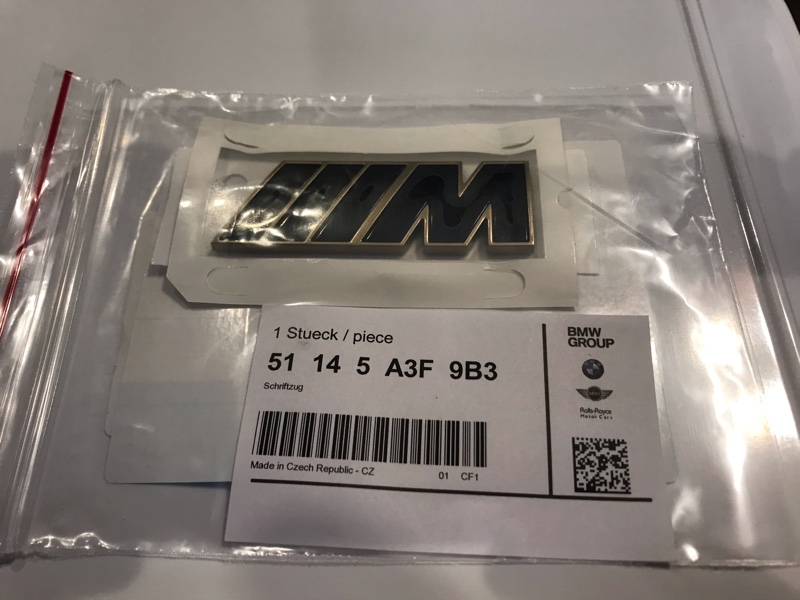 M
1 Stueck / piece
51 14 5 A3F 9B3
Schriftzug
Made in Czech Republic - CZ
01 CF1
BMW
GROUP
Rolls-Royce
Motor Cars